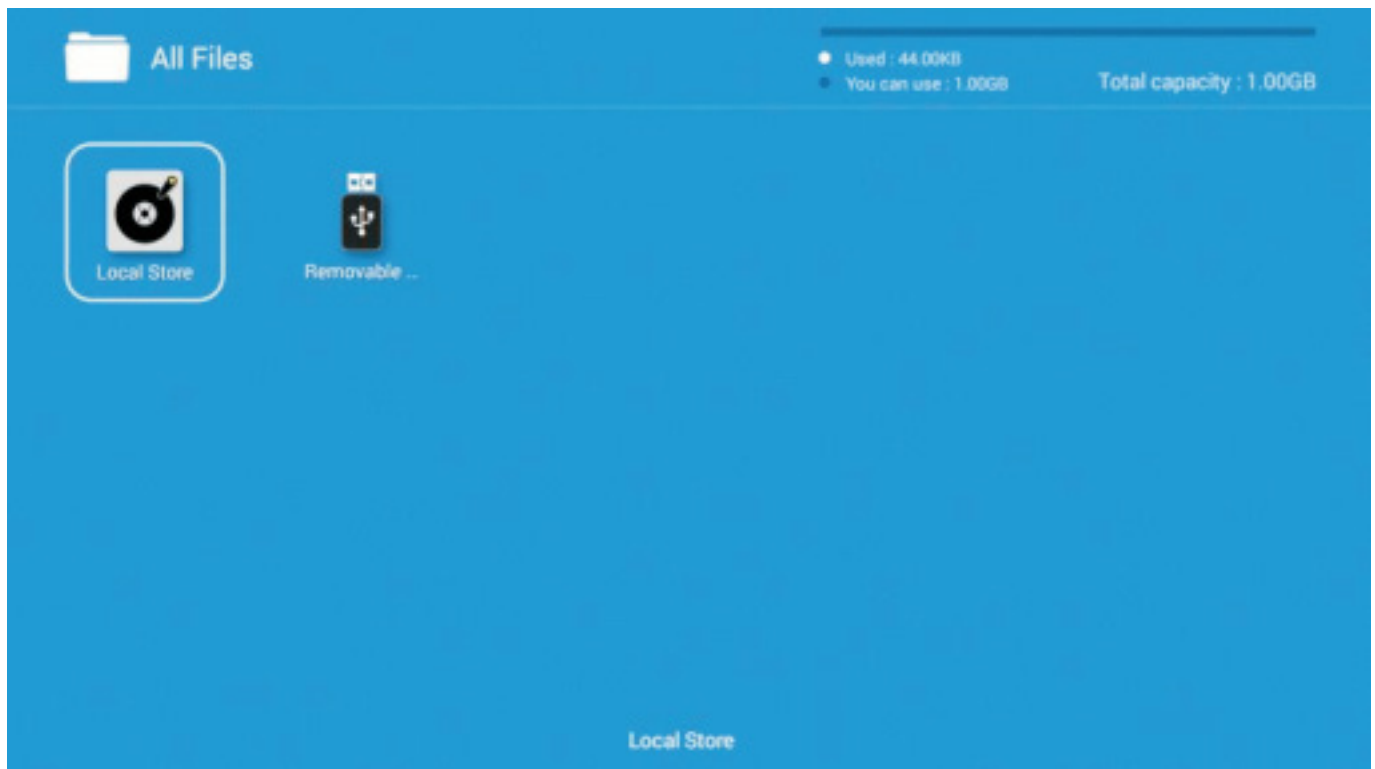 All Files
Used : 44.00KB
You can use : 1.00GB
Total capacity : 1.00GB
Local Store
Removable ...
Local Store